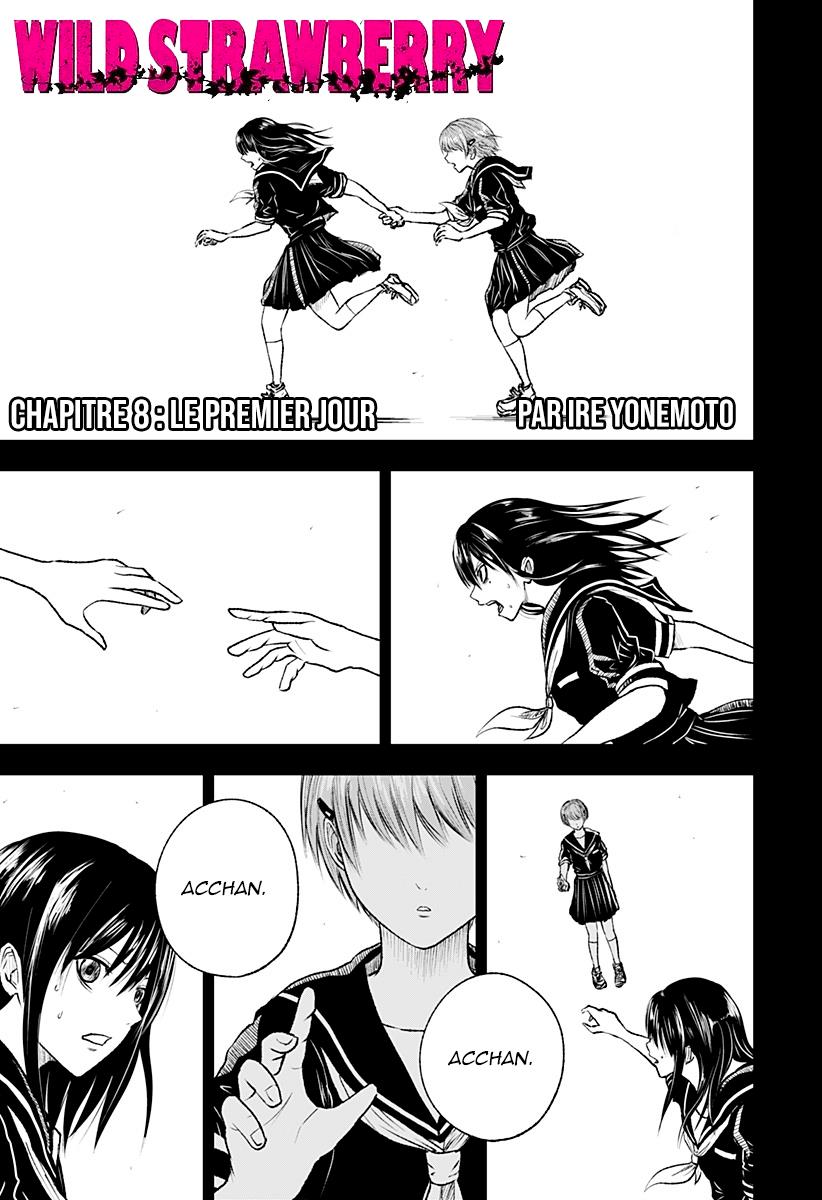 WILD STRAWBERRY
CHAPITRE 8 : LE PREMIER JOUR
PAR IRE YONEMOTO
ACCHAN.
ACCHAN.